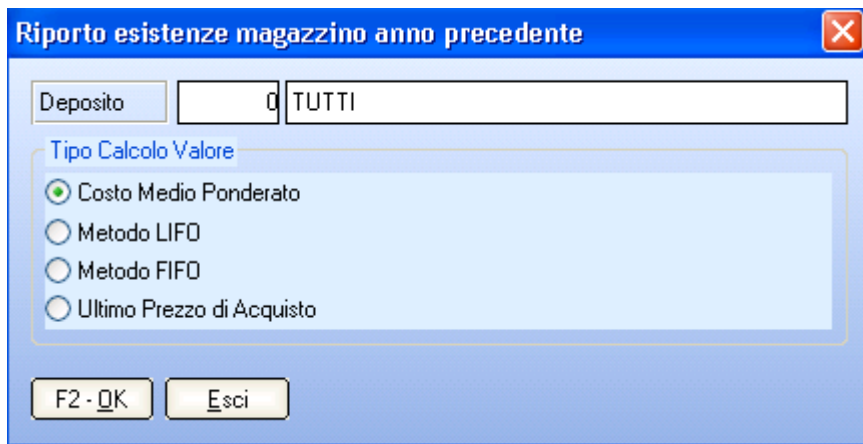 Riporto esistenze magazzino anno precedente
Deposito 0 TUTTI
Tipo Calcolo Valore
Costo Medio Ponderato
Metodo LIFO
Metodo FIFO
Ultimo Prezzo di Acquisto
F2 - OK Esci